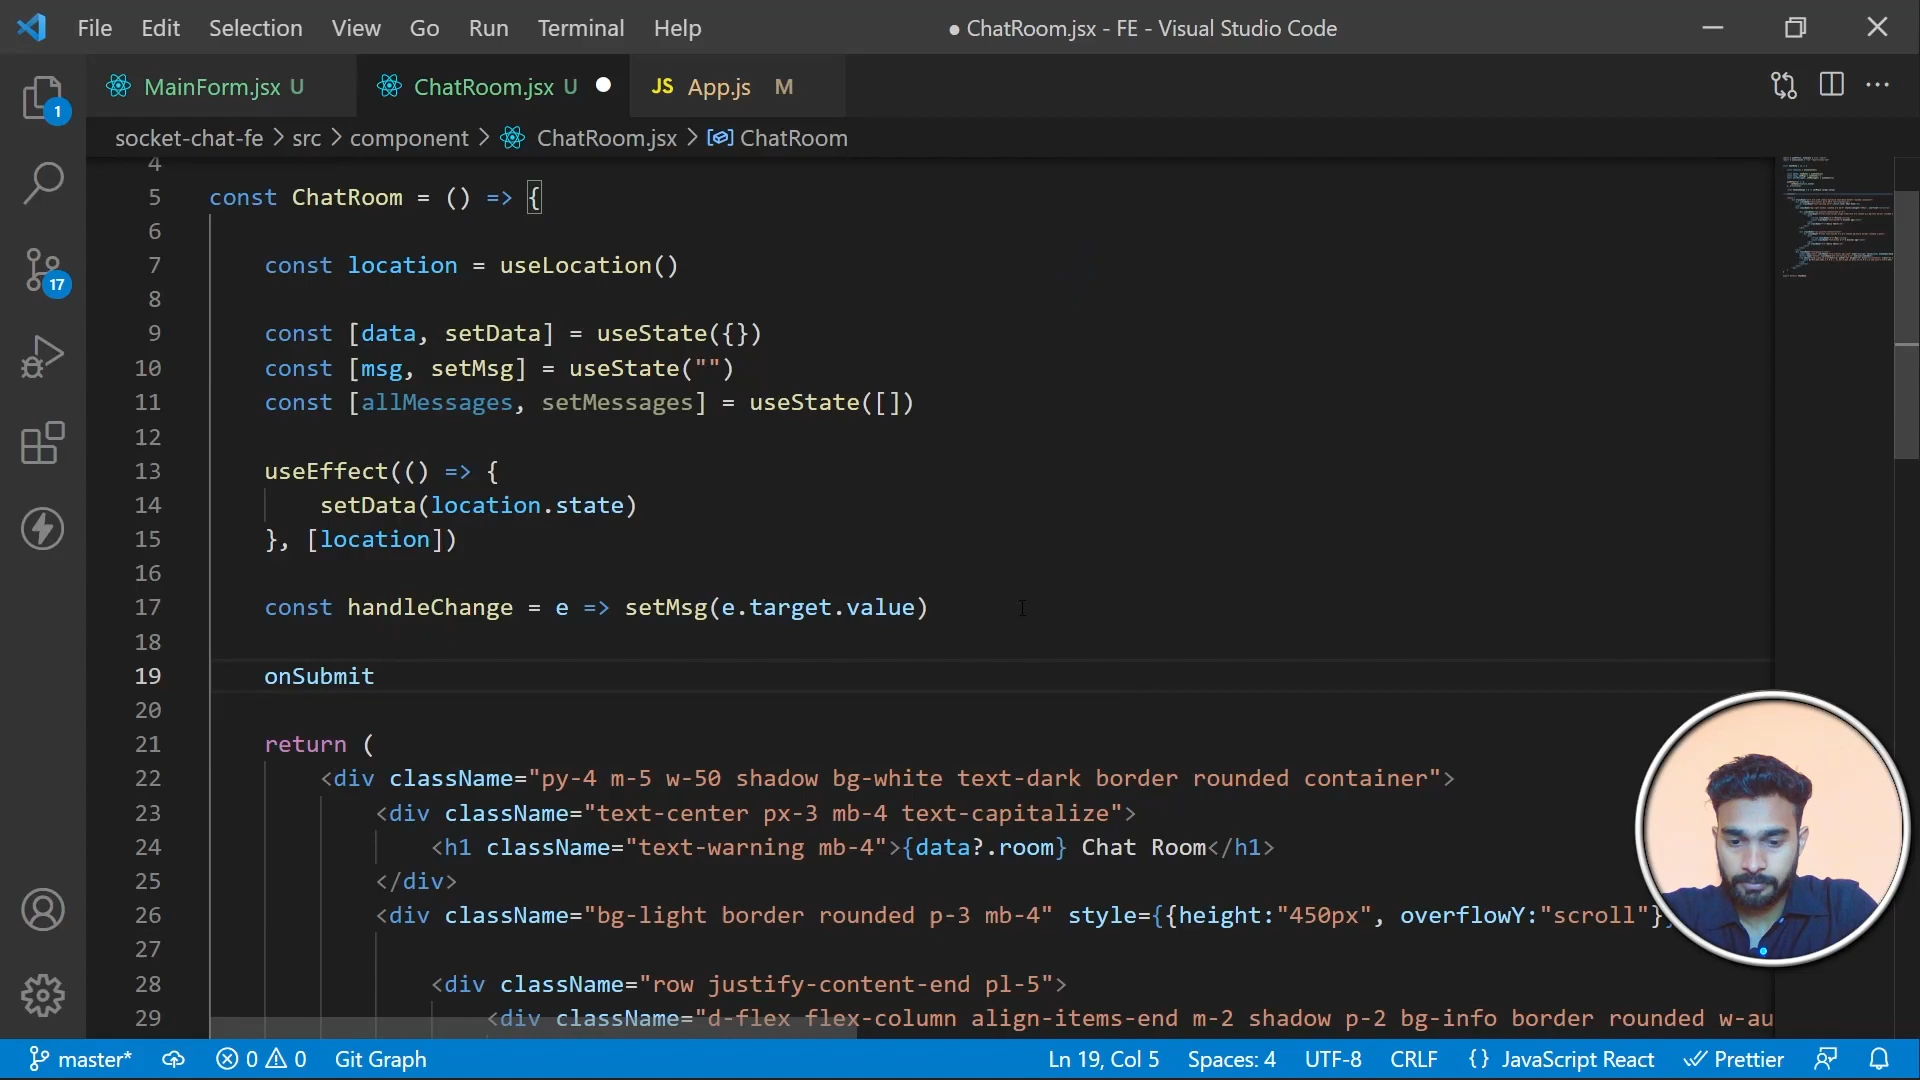 File Edit Selection View Go Run Terminal Help ● ChatRoom.jsx - FE - Visual Studio Code
MainForm.jsx U ChatRoom.jsx U JS App.js M
socket-chat-fe > src > component > ChatRoom.jsx > ChatRoom
1
17
4
5 const ChatRoom = () => {
6
7 const location = useLocation()
8
9 const [data, setData] = useState({})
10 const [msg, setMsg] = useState("")
11 const [allMessages, setMessages] = useState([])
12
13 useEffect(() => {
14 setData(location.state)
15 }, [location])
16
17 const handleChange = e => setMsg(e.target.value)
18
19 onSubmit
20
21 return (
22 <div className="py-4 m-5 w-50 shadow bg-white text-dark border rounded container">
23 <div className="text-center px-3 mb-4 text-capitalize">
24 <h1 className="text-warning mb-4">{data?.room} Chat Room</h1>
25 </div>
26 <div className="bg-light border rounded p-3 mb-4" style={{height:"450px", overflowY:"scroll"}
27
28 <div className="row justify-content-end pl-5">
29 <div className="d-flex flex-column align-items-end m-2 shadow p-2 bg-info border rounded w-au
master* 0 0 Git Graph Ln 19, Col 5 Spaces: 4 UTF-8 CRLF {} JavaScript React Prettier